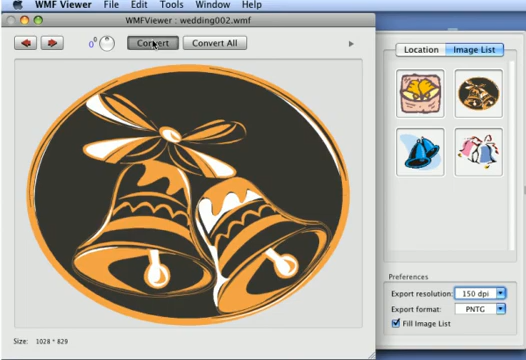 WMF Viewer File Edit Tools Window Help
WMFViewer : wedding002.wmf
0° Convert Convert All
Location Image List
Preferences
Export resolution: 150 dpi
Export format: PNTG
Fill Image List
Size: 1028 * 829